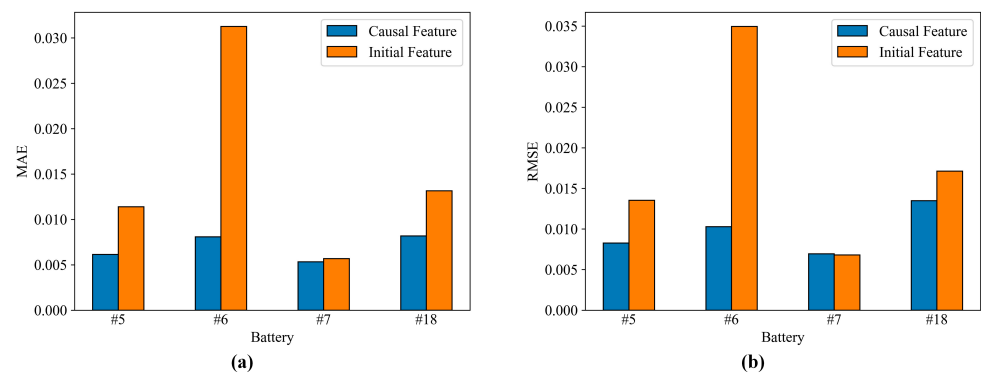 0.030
0.025
0.020
0.015
0.010
0.005
0.000
MAE
Causal Feature
Initial Feature
#5 #6 #7 #18
Battery
(a)
0.035
0.030
0.025
0.020
0.015
0.010
0.005
0.000
RMSE
Causal Feature
Initial Feature
#5 #6 #7 #18
Battery
(b)